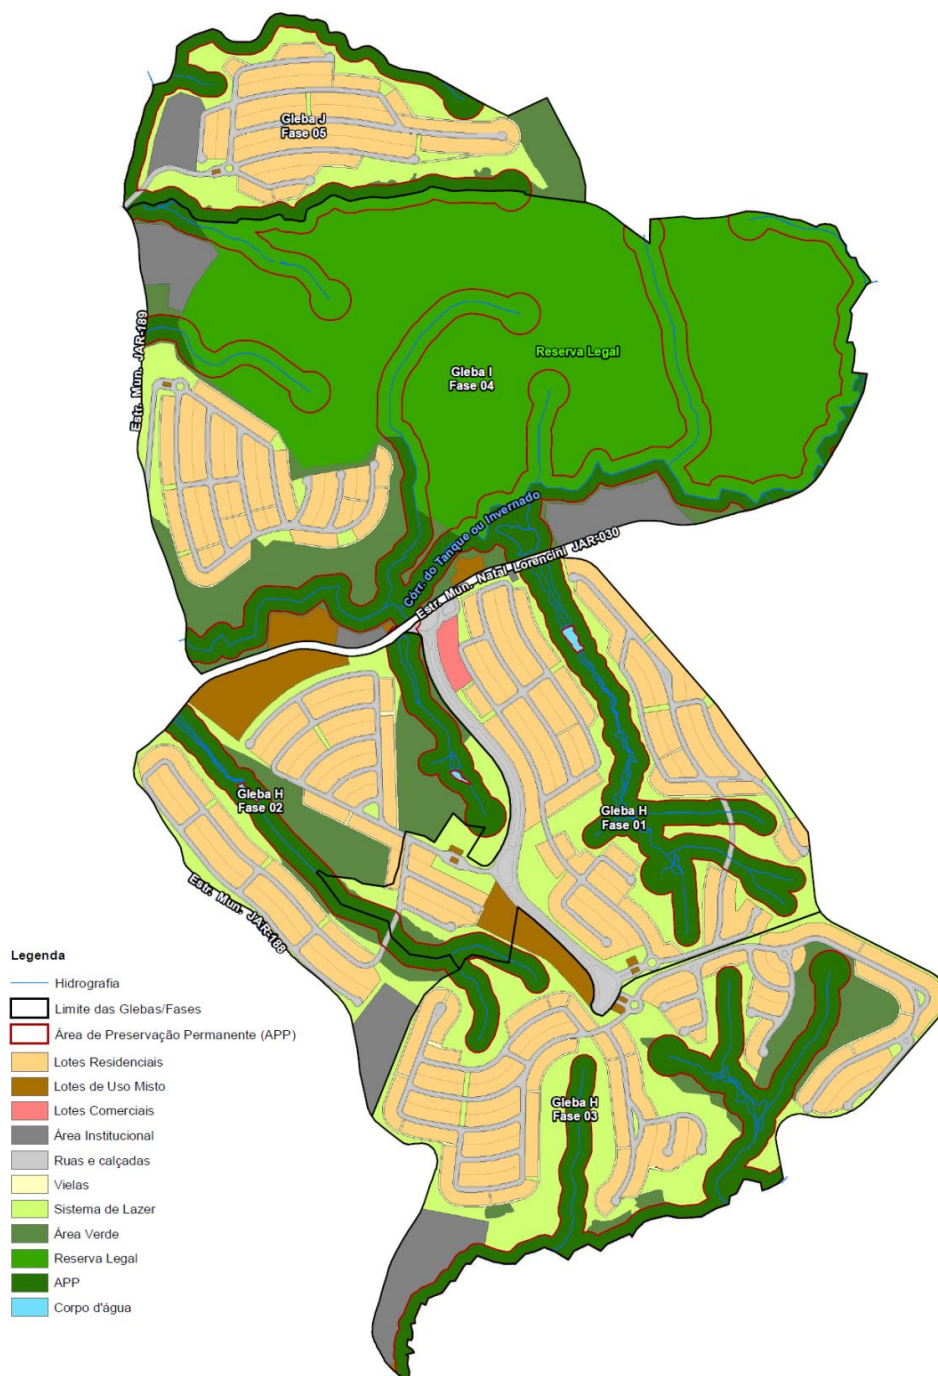 Gleba J
Fase 05
Estr. Mun. JAR-189
Reserva Legal
Gleba I
Fase 04
Córr. do Tanque ou Invernado
Estr. Mun. Natal Lorencini JAR-030
Gleba H
Fase 02
Gleba H
Fase 01
Estr. Mun. JAR-188
Gleba H
Fase 03
Legenda
Hidrografia
Limite das Glebas/Fases
Área de Preservação Permanente (APP)
Lotes Residenciais
Lotes de Uso Misto
Lotes Comerciais
Área Institucional
Ruas e calçadas
Vielas
Sistema de Lazer
Área Verde
Reserva Legal
APP
Corpo d'água